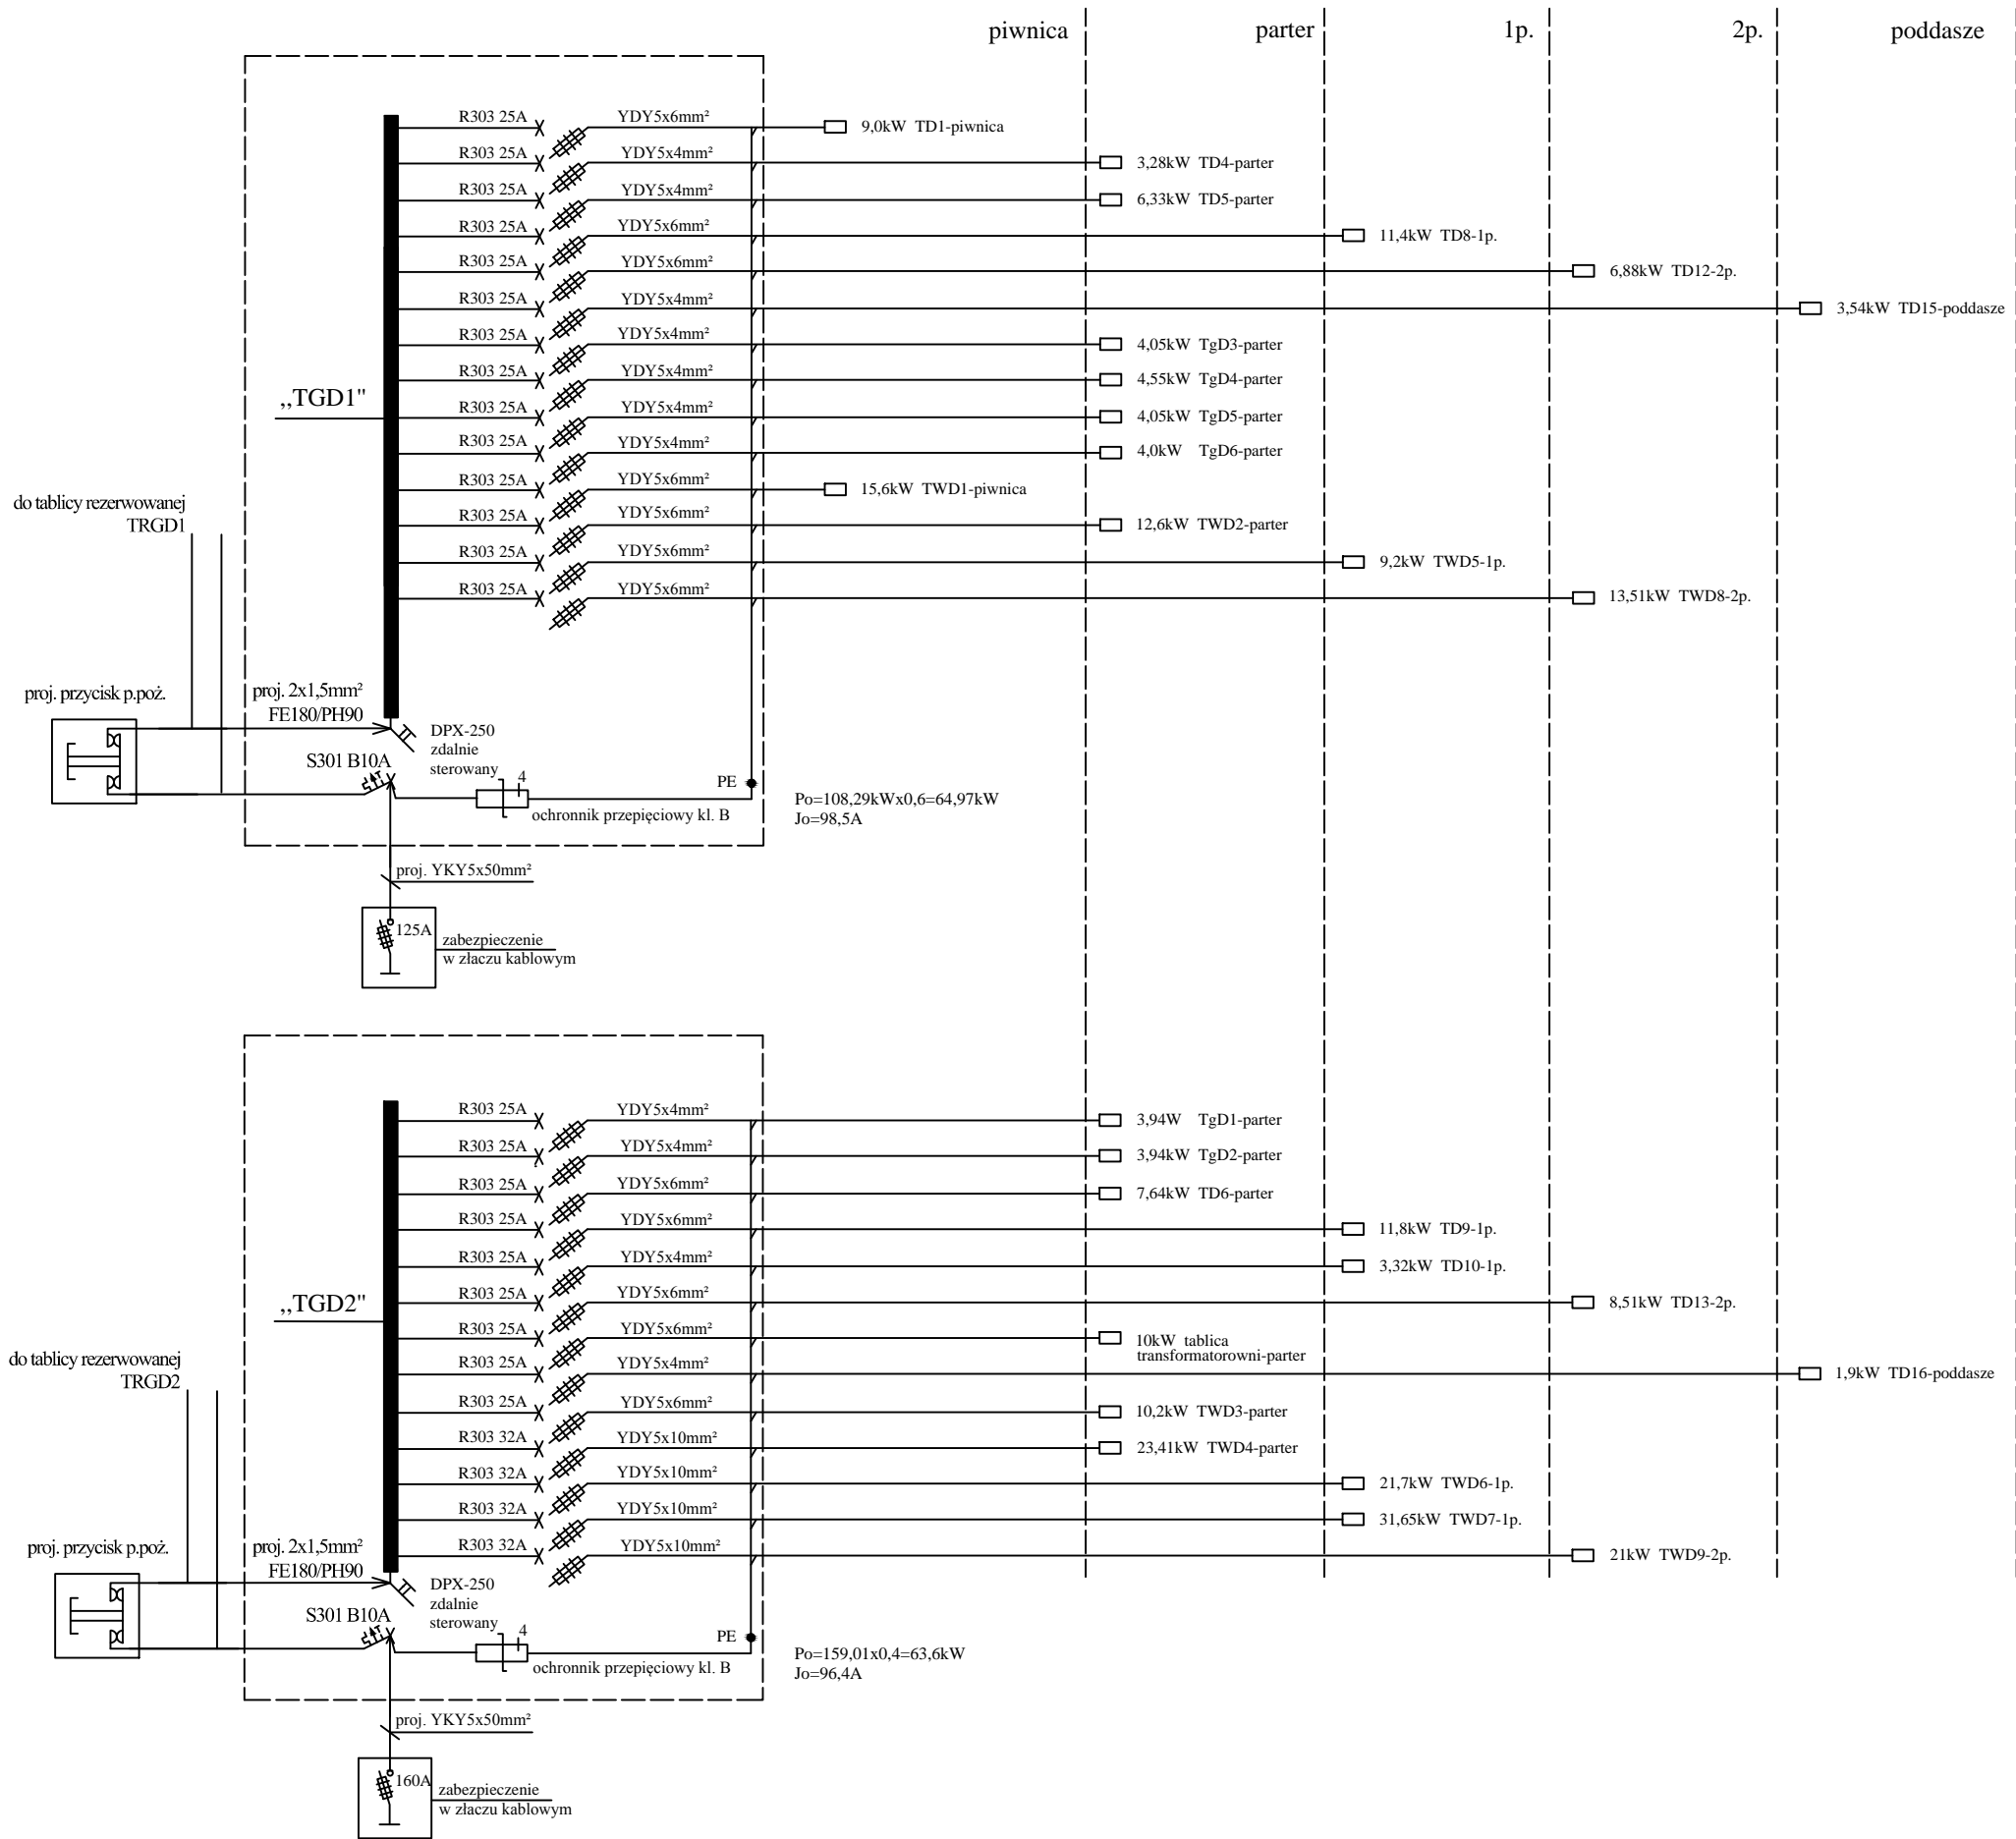 piwnica
parter
1p.
2p.
poddasze
R303 25A YDY5x6mm² 9,0kW TD1-piwnica
R303 25A YDY5x4mm² 3,28kW TD4-parter
R303 25A YDY5x4mm² 6,33kW TD5-parter
R303 25A YDY5x6mm² 11,4kW TD8-1p.
R303 25A YDY5x6mm² 6,88kW TD12-2p.
R303 25A YDY5x4mm² 3,54kW TD15-poddasze
R303 25A YDY5x4mm² 4,05kW TgD3-parter
R303 25A YDY5x4mm² 4,55kW TgD4-parter
,,TGD1"
R303 25A YDY5x4mm² 4,05kW TgD5-parter
R303 25A YDY5x4mm² 4,0kW TgD6-parter
R303 25A YDY5x6mm² 15,6kW TWD1-piwnica
R303 25A YDY5x6mm² 12,6kW TWD2-parter
R303 25A YDY5x6mm² 9,2kW TWD5-1p.
R303 25A YDY5x6mm² 13,51kW TWD8-2p.
do tablicy rezerwowanej
TRGD1
proj. przycisk p.poż.
proj. 2x1,5mm²
FE180/PH90
DPX-250
zdalnie
sterowany
S301 B10A
4
PE
ochronnik przepięciowy kl. B
Po=108,29kWx0,6=64,97kW
Jo=98,5A
proj. YKY5x50mm²
125A
zabezpieczenie
w złaczu kablowym
R303 25A YDY5x4mm² 3,94W TgD1-parter
R303 25A YDY5x4mm² 3,94kW TgD2-parter
R303 25A YDY5x6mm² 7,64kW TD6-parter
R303 25A YDY5x6mm² 11,8kW TD9-1p.
R303 25A YDY5x4mm² 3,32kW TD10-1p.
,,TGD2"
R303 25A YDY5x6mm² 8,51kW TD13-2p.
R303 25A YDY5x6mm² 10kW tablica
transformatorowni-parter
R303 25A YDY5x4mm² 1,9kW TD16-poddasze
R303 25A YDY5x6mm² 10,2kW TWD3-parter
R303 32A YDY5x10mm² 23,41kW TWD4-parter
R303 32A YDY5x10mm² 21,7kW TWD6-1p.
R303 32A YDY5x10mm² 31,65kW TWD7-1p.
R303 32A YDY5x10mm² 21kW TWD9-2p.
do tablicy rezerwowanej
TRGD2
proj. przycisk p.poż.
proj. 2x1,5mm²
FE180/PH90
DPX-250
zdalnie
sterowany
S301 B10A
4
PE
ochronnik przepięciowy kl. B
Po=159,01x0,4=63,6kW
Jo=96,4A
proj. YKY5x50mm²
160A
zabezpieczenie
w złaczu kablowym